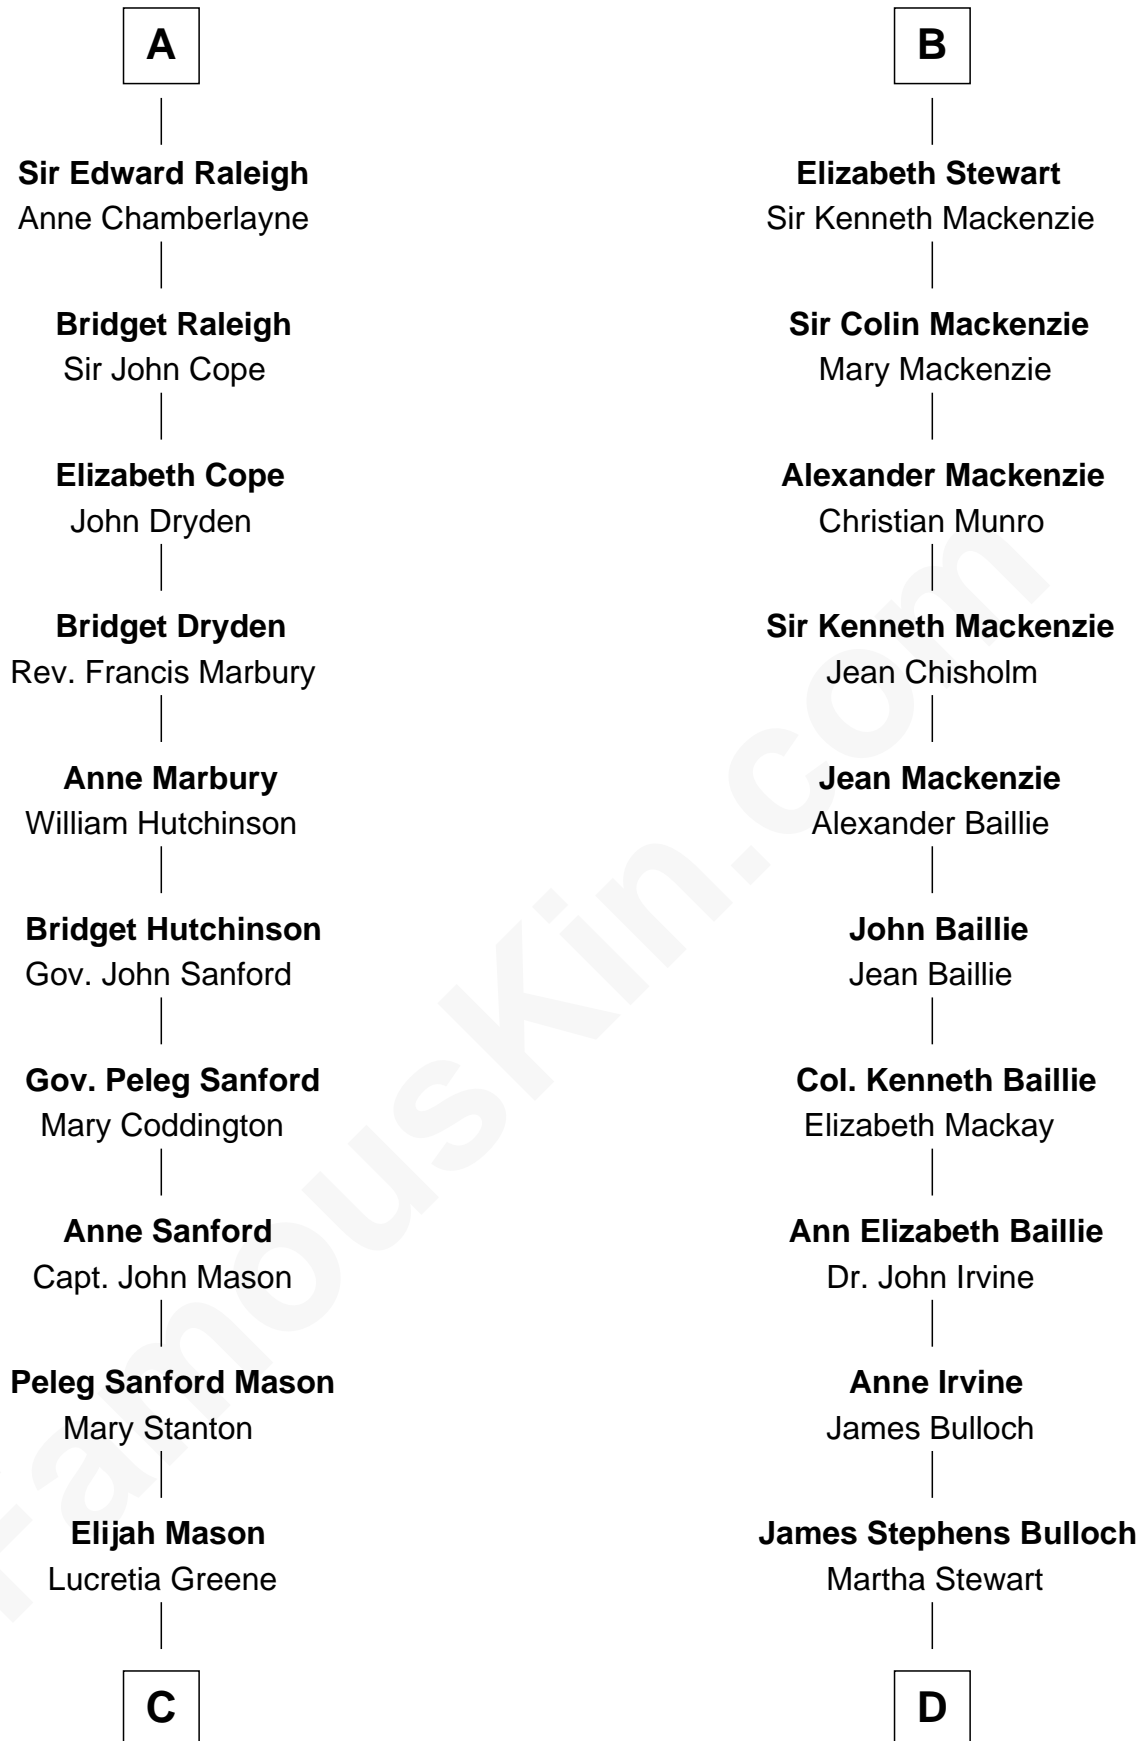 A
Sir Edward Raleigh
Anne Chamberlayne
Bridget Raleigh
Sir John Cope
Elizabeth Cope
John Dryden
Bridget Dryden
Rev. Francis Marbury
Anne Marbury
William Hutchinson
Bridget Hutchinson
Gov. John Sanford
Gov. Peleg Sanford
Mary Coddington
Anne Sanford
Capt. John Mason
Peleg Sanford Mason
Mary Stanton
Elijah Mason
Lucretia Greene
C
B
Elizabeth Stewart
Sir Kenneth Mackenzie
Sir Colin Mackenzie
Mary Mackenzie
Alexander Mackenzie
Christian Munro
Sir Kenneth Mackenzie
Jean Chisholm
Jean Mackenzie
Alexander Baillie
John Baillie
Jean Baillie
Col. Kenneth Baillie
Elizabeth Mackay
Ann Elizabeth Baillie
Dr. John Irvine
Anne Irvine
James Bulloch
James Stephens Bulloch
Martha Stewart
D
FamousKin.com